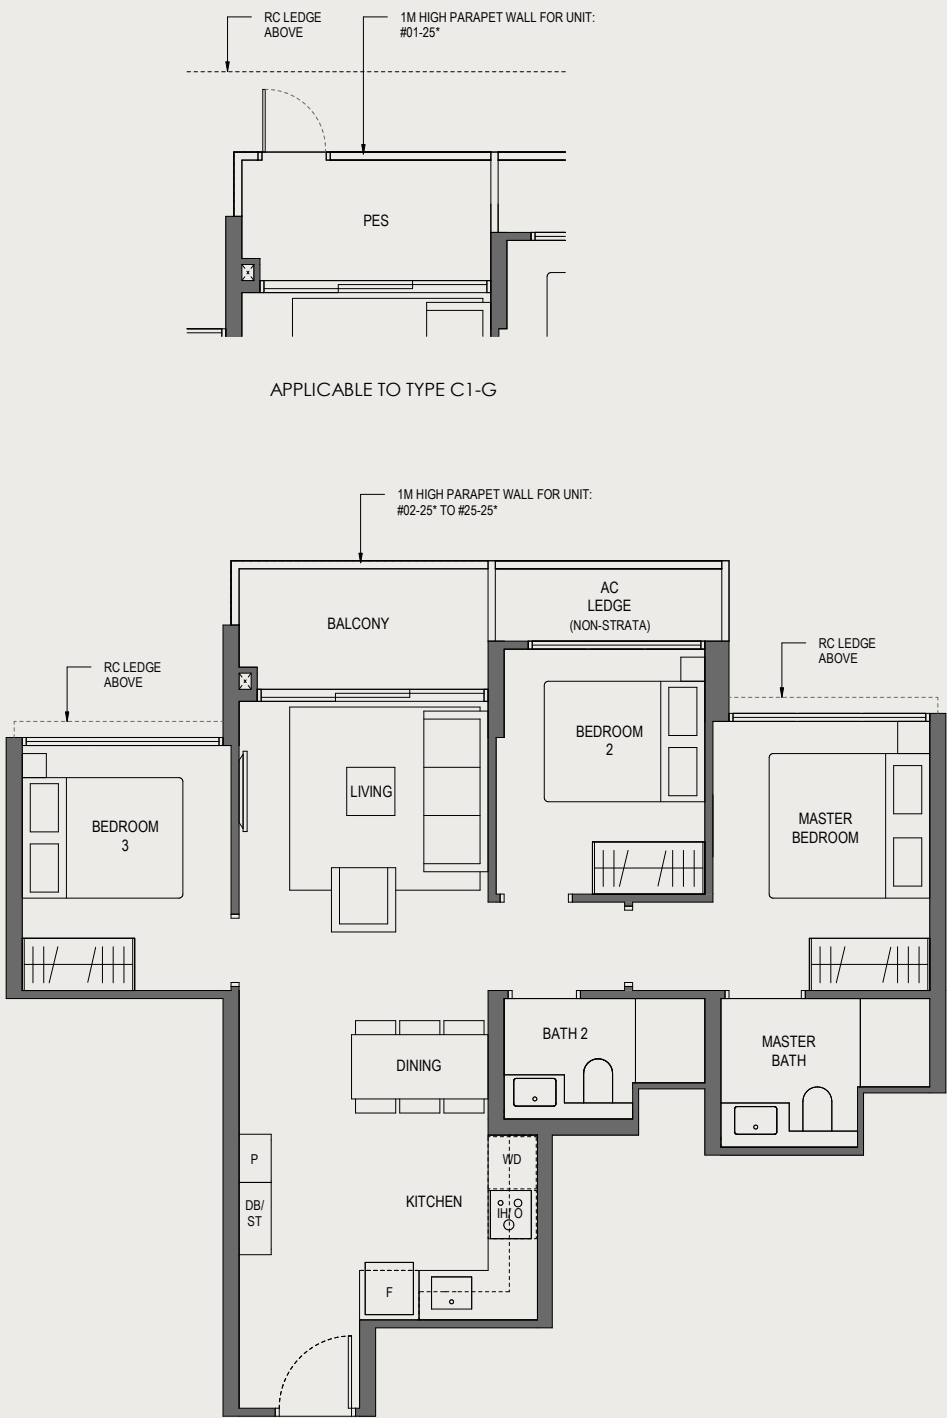 RC LEDGE
ABOVE
1M HIGH PARAPET WALL FOR UNIT:
#01-25*
PES
APPLICABLE TO TYPE C1-G
1M HIGH PARAPET WALL FOR UNIT:
#02-25* TO #25-25*
AC
LEDGE
(NON-STRATA)
BALCONY
RC LEDGE
ABOVE
RC LEDGE
ABOVE
BEDROOM
2
LIVING
BEDROOM
3
MASTER
BEDROOM
BATH 2
MASTER
BATH
DINING
P
WD
KITCHEN
DB/
ST
IH/O
F